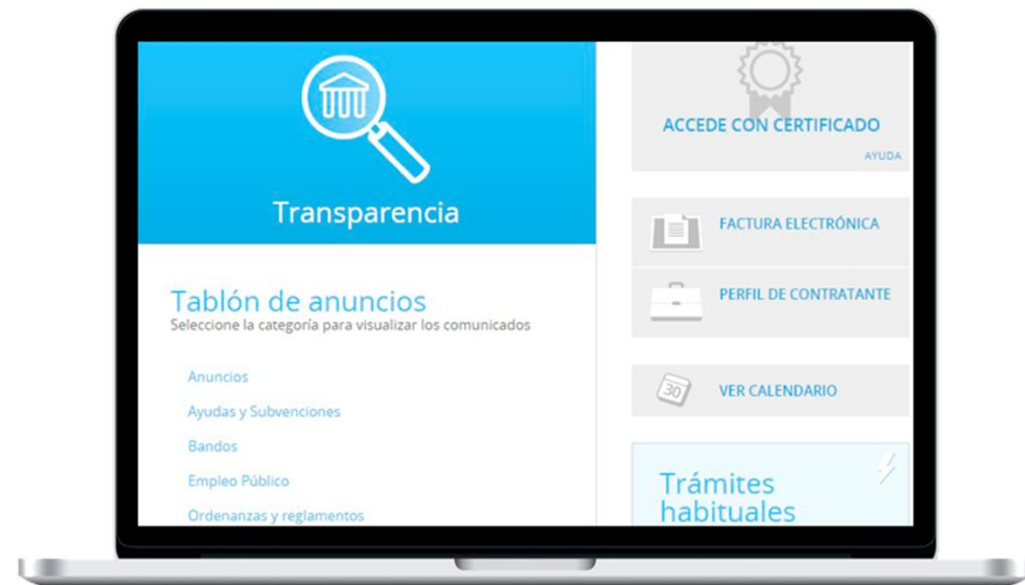 Transparencia
Tablón de anuncios
Seleccione la categoría para visualizar los comunicados
Anuncios
Ayudas y Subvenciones
Bandos
Empleo Público
Ordenanzas y reglamentos
ACCEDE CON CERTIFICADO
AYUDA
FACTURA ELECTRÓNICA
PERFIL DE CONTRATANTE
30
VER CALENDARIO
Trámites
habituales